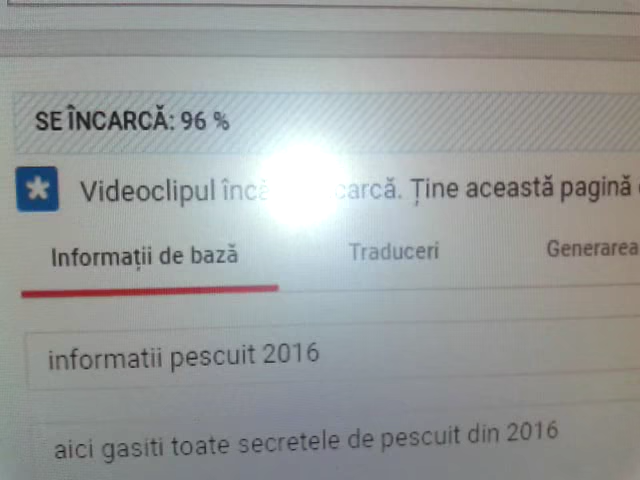 SE ÎNCARCĂ: 96 %
Videoclipul carcă. Ține această pagină
Informații de bază
Traduceri
Generarea
informatii pescuit 2016
aici gasiti toate secretele de pescuit din 2016